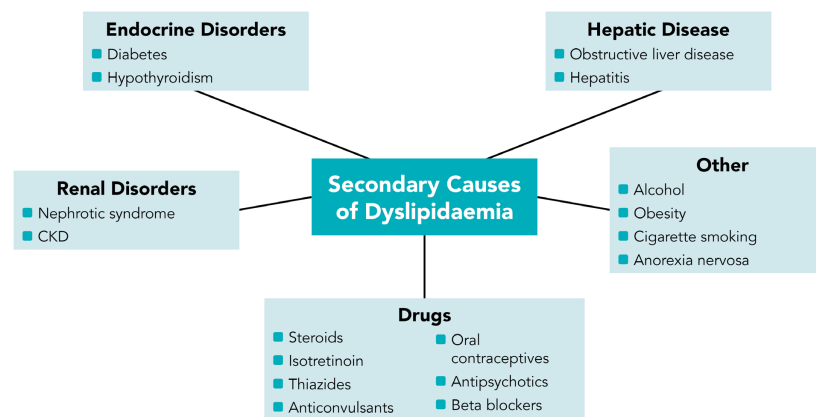 Endocrine Disorders
Diabetes
Hypothyroidism
Hepatic Disease
Obstructive liver disease
Hepatitis
Secondary Causes
of Dyslipidaemia
Renal Disorders
Nephrotic syndrome
CKD
Other
Alcohol
Obesity
Cigarette smoking
Anorexia nervosa
Drugs
Steroids
Isotretinoin
Thiazides
Anticonvulsants
Oral
contraceptives
Antipsychotics
Beta blockers